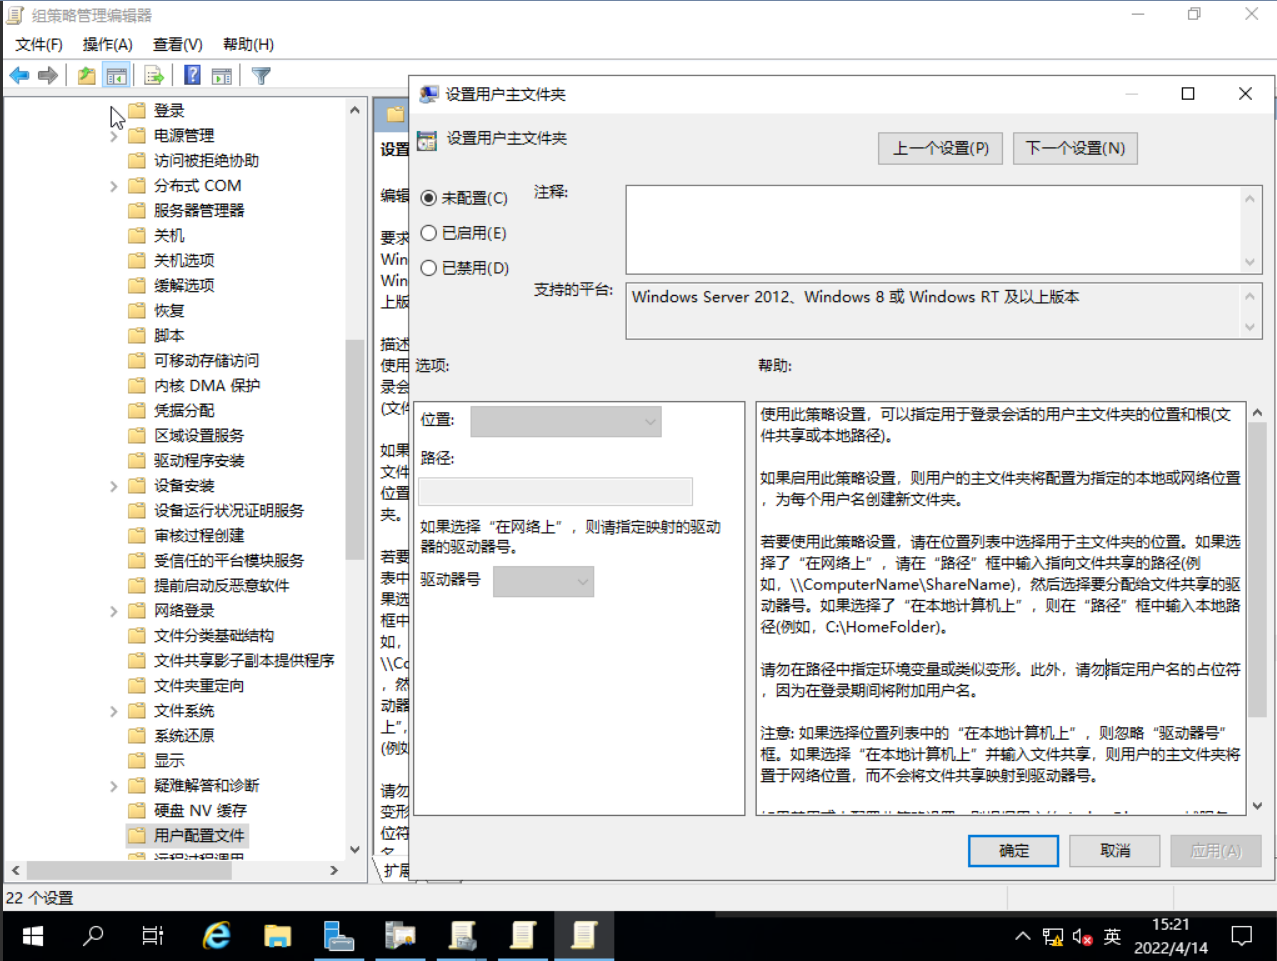 组策略管理编辑器
文件(F) 操作(A) 查看(V) 帮助(H)
登录
电源管理
访问被拒绝协助
分布式 COM
服务器管理器
关机
关机选项
缓解选项
恢复
脚本
可移动存储访问
内核 DMA 保护
凭据分配
区域设置服务
驱动程序安装
设备安装
设备运行状况证明服务
审核过程创建
受信任的平台模块服务
提前启动反恶意软件
网络登录
文件分类基础结构
文件共享影子副本提供程序
文件夹重定向
文件系统
系统还原
显示
疑难解答和诊断
硬盘 NV 缓存
用户配置文件
远程过程调用
设置
编辑
要求
Win
Win
上版
描述
使用
录会
(文件
如果
文件
位置
夹。
若要
表中
果选
框中
如，
\\Co
，然
动器
上”，
(例如
请勿
变形
位符
名
扩展
设置用户主文件夹
设置用户主文件夹
上一个设置(P) 下一个设置(N)
未配置(C)
已启用(E)
已禁用(D)
注释:
支持的平台:
Windows Server 2012、Windows 8 或 Windows RT 及以上版本
选项:
帮助:
位置:
路径:
如果选择“在网络上”，则请指定映射的驱动
器的驱动器号。
驱动器号
使用此策略设置，可以指定用于登录会话的用户主文件夹的位置和根(文
件共享或本地路径)。
如果启用此策略设置，则用户的主文件夹将配置为指定的本地或网络位置
，为每个用户名创建新文件夹。
若要使用此策略设置，请在位置列表中选择用于主文件夹的位置。如果选
择了“在网络上”，请在“路径”框中输入指向文件共享的路径(例
如，\\ComputerName\ShareName)，然后选择要分配给文件共享的驱
动器号。如果选择了“在本地计算机上”，则在“路径”框中输入本地路
径(例如，C:\HomeFolder)。
请勿在路径中指定环境变量或类似变形。此外，请勿指定用户名的占位符
，因为在登录期间将附加用户名。
注意: 如果选择位置列表中的“在本地计算机上”，则忽略“驱动器号”
框。如果选择“在本地计算机上”并输入文件共享，则用户的主文件夹将
置于网络位置，而不会将文件共享映射到驱动器号。
确定 取消 应用(A)
22 个设置
英
15:21
2022/4/14